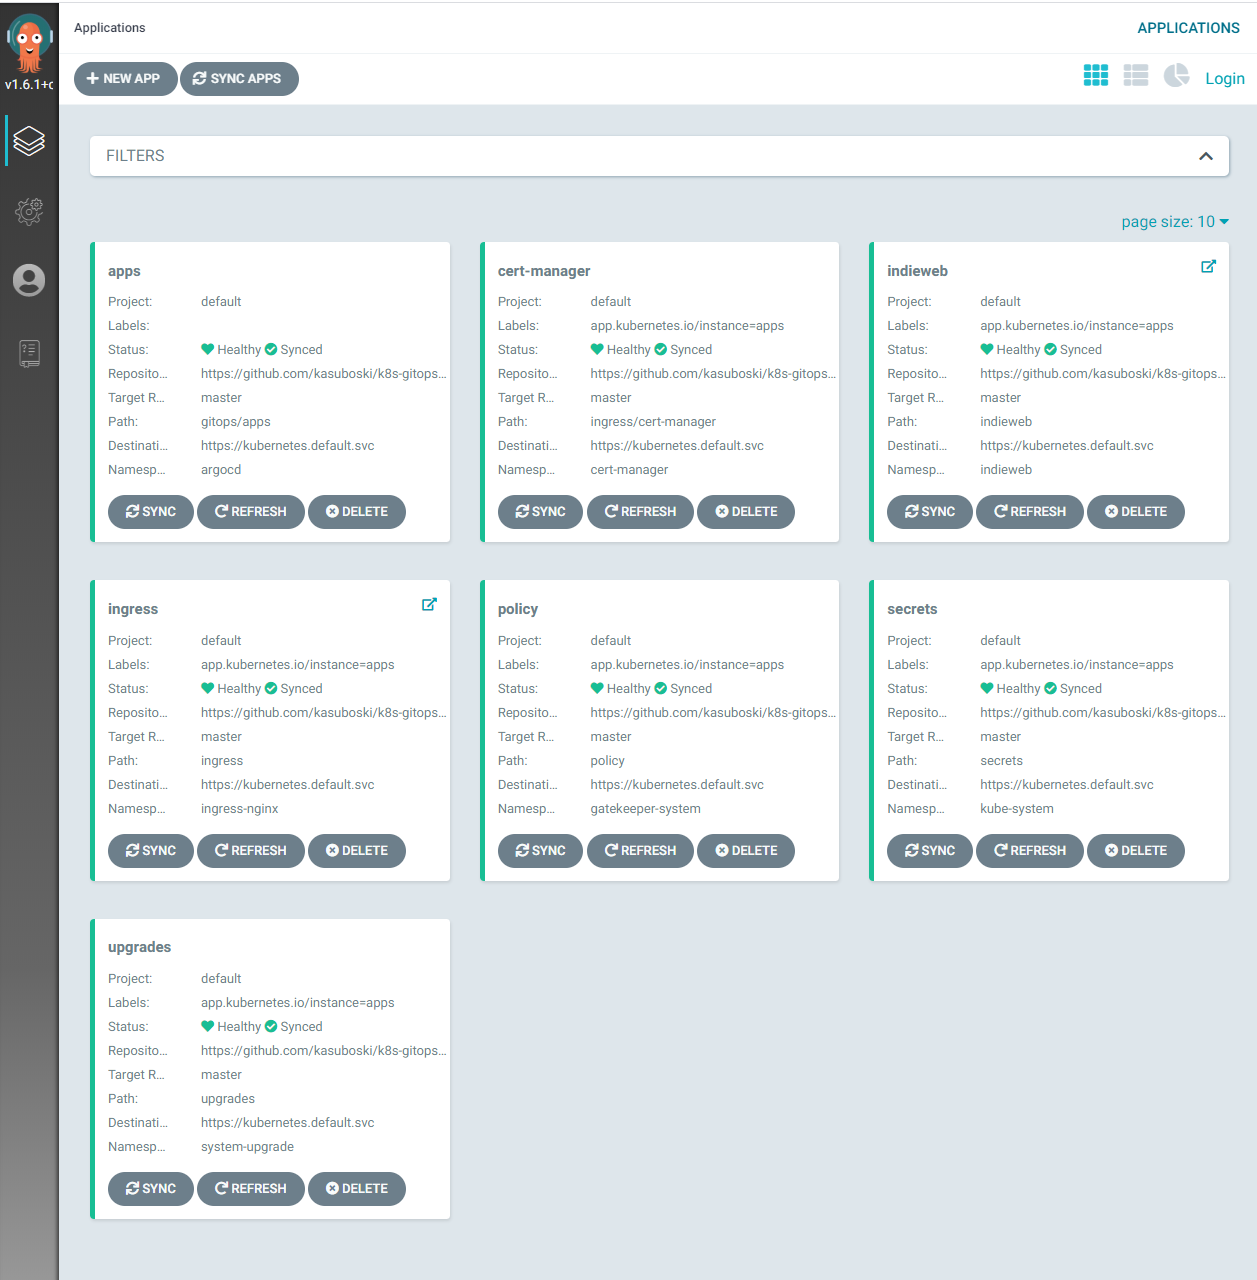 Applications
APPLICATIONS
v1.6.1+
NEW APP
SYNC APPS
Login
FILTERS
page size: 10
apps
Project: default
Labels:
Status: Healthy Synced
Reposito... https://github.com/kasuboski/k8s-gitops...
Target R... master
Path: gitops/apps
Destinati... https://kubernetes.default.svc
Namesp... argocd
SYNC REFRESH DELETE
cert-manager
Project: default
Labels: app.kubernetes.io/instance=apps
Status: Healthy Synced
Reposito... https://github.com/kasuboski/k8s-gitops...
Target R... master
Path: ingress/cert-manager
Destinati... https://kubernetes.default.svc
Namesp... cert-manager
SYNC REFRESH DELETE
indieweb
Project: default
Labels: app.kubernetes.io/instance=apps
Status: Healthy Synced
Reposito... https://github.com/kasuboski/k8s-gitops...
Target R... master
Path: indieweb
Destinati... https://kubernetes.default.svc
Namesp... indieweb
SYNC REFRESH DELETE
ingress
Project: default
Labels: app.kubernetes.io/instance=apps
Status: Healthy Synced
Reposito... https://github.com/kasuboski/k8s-gitops...
Target R... master
Path: ingress
Destinati... https://kubernetes.default.svc
Namesp... ingress-nginx
SYNC REFRESH DELETE
policy
Project: default
Labels: app.kubernetes.io/instance=apps
Status: Healthy Synced
Reposito... https://github.com/kasuboski/k8s-gitops...
Target R... master
Path: policy
Destinati... https://kubernetes.default.svc
Namesp... gatekeeper-system
SYNC REFRESH DELETE
secrets
Project: default
Labels: app.kubernetes.io/instance=apps
Status: Healthy Synced
Reposito... https://github.com/kasuboski/k8s-gitops...
Target R... master
Path: secrets
Destinati... https://kubernetes.default.svc
Namesp... kube-system
SYNC REFRESH DELETE
upgrades
Project: default
Labels: app.kubernetes.io/instance=apps
Status: Healthy Synced
Reposito... https://github.com/kasuboski/k8s-gitops...
Target R... master
Path: upgrades
Destinati... https://kubernetes.default.svc
Namesp... system-upgrade
SYNC REFRESH DELETE